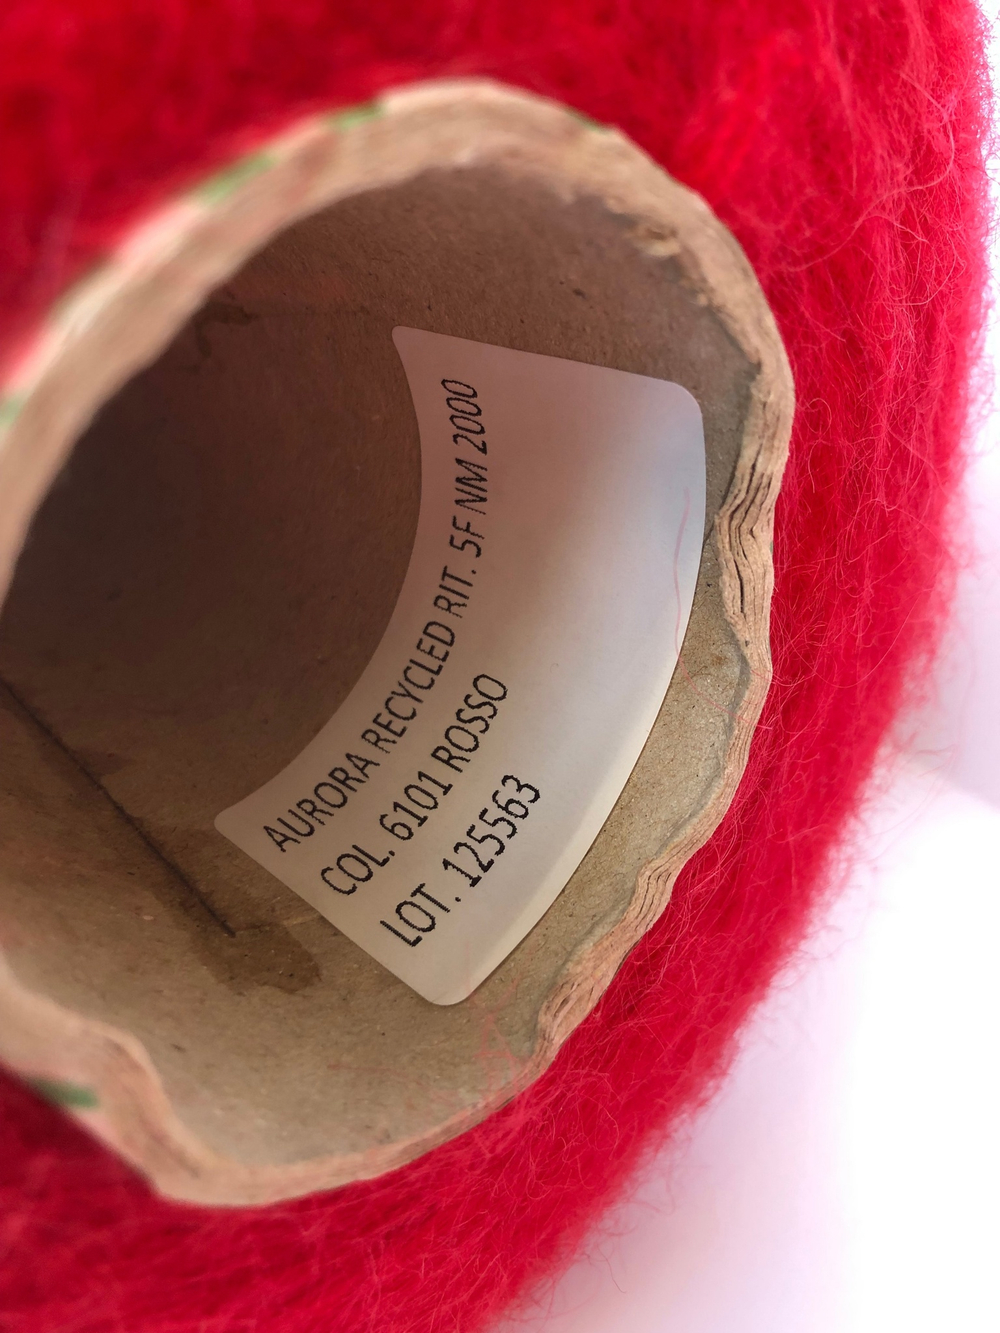 AURORA RECYCLED RIT. 5F NM 2000
COL. 6101 ROSSO
LOT. 125563